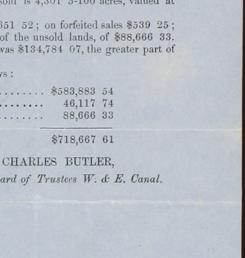 is 4,301 3-100 acres, valued at
651 52; on forfeited sales $539 25;
of the unsold lands, of $88,666 33.
was $134,784 07, the greater part of
s:
........ $583,883 54
........ 46,117 74
...... 88,666 33
$718,667 61
CHARLES BUTLER,
ard of Trustees W. & E. Canal.